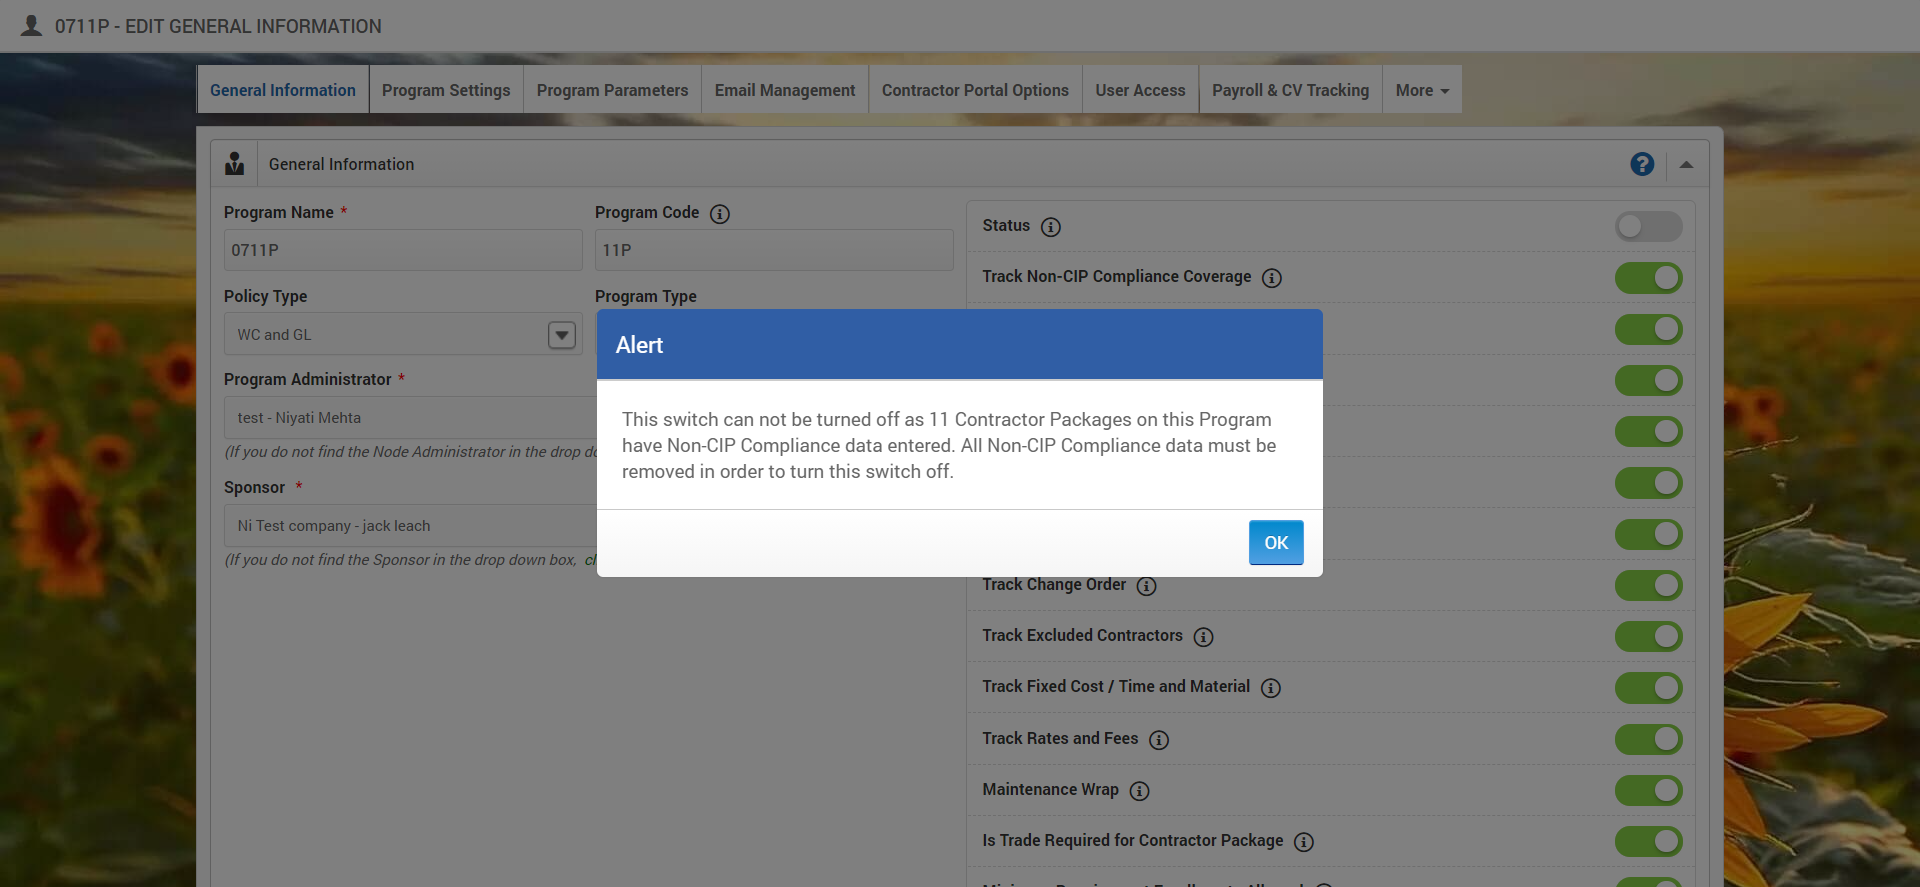 0711P - EDIT GENERAL INFORMATION
General Information
Program Settings
Program Parameters
Email Management
Contractor Portal Options
User Access
Payroll & CV Tracking
More
General Information
?
Program Name *
Program Code
0711P
11P
Policy Type
Program Type
WC and GL
Program Administrator *
test - Niyati Mehta
(If you do not find the Node Administrator in the drop
Sponsor *
Ni Test company - jack leach
(If you do not find the Sponsor in the drop down box,
Status
Track Non-CIP Compliance Coverage
Alert
This switch can not be turned off as 11 Contractor Packages on this Program
have Non-CIP Compliance data entered. All Non-CIP Compliance data must be
removed in order to turn this switch off.
OK
Track Change Order
Track Excluded Contractors
Track Fixed Cost / Time and Material
Track Rates and Fees
Maintenance Wrap
Is Trade Required for Contractor Package